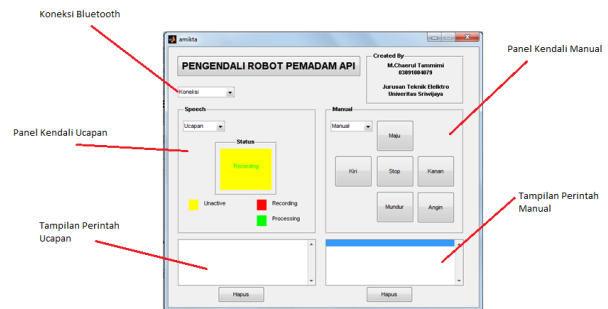 Koneksi Bluetooth
amikta
Created By
M.Chaerul Tammimi
03091004079
Jurusan Teknik Eleiktro
Univeritas Sriwijaya
PENGENDALI ROBOT PEMADAM API
Panel Kendali Manual
Koneksi
Speech
Manual
Ucapan
Manual
Maju
Panel Kendali Ucapan
Status
Recording
Kiri
Stop
Kanan
Unactive
Recording
Processing
Mundur
Angin
Tampilan Perintah
Manual
Tampilan Perintah
Ucapan
Hapus
Hapus